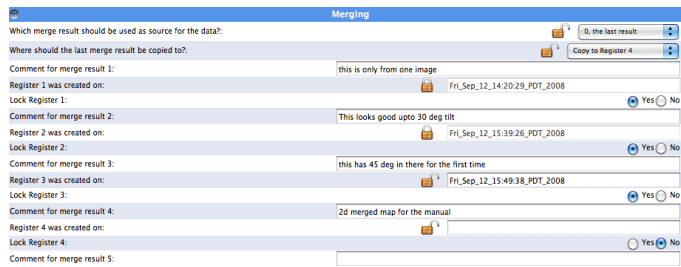 Merging
Which merge result should be used as source for the data?: 0, the last result
Where should the last merge result be copied to?: Copy to Register 4
Comment for merge result 1: this is only from one image
Register 1 was created on: Fri_Sep_12_14:20:29_PDT_2008
Lock Register 1: Yes No
Comment for merge result 2: This looks good upto 30 deg tilt
Register 2 was created on: Fri_Sep_12_15:39:26_PDT_2008
Lock Register 2: Yes No
Comment for merge result 3: this has 45 deg in there for the first time
Register 3 was created on: Fri_Sep_12_15:49:38_PDT_2008
Lock Register 3: Yes No
Comment for merge result 4: 2d merged map for the manual
Register 4 was created on:
Lock Register 4: Yes No
Comment for merge result 5: